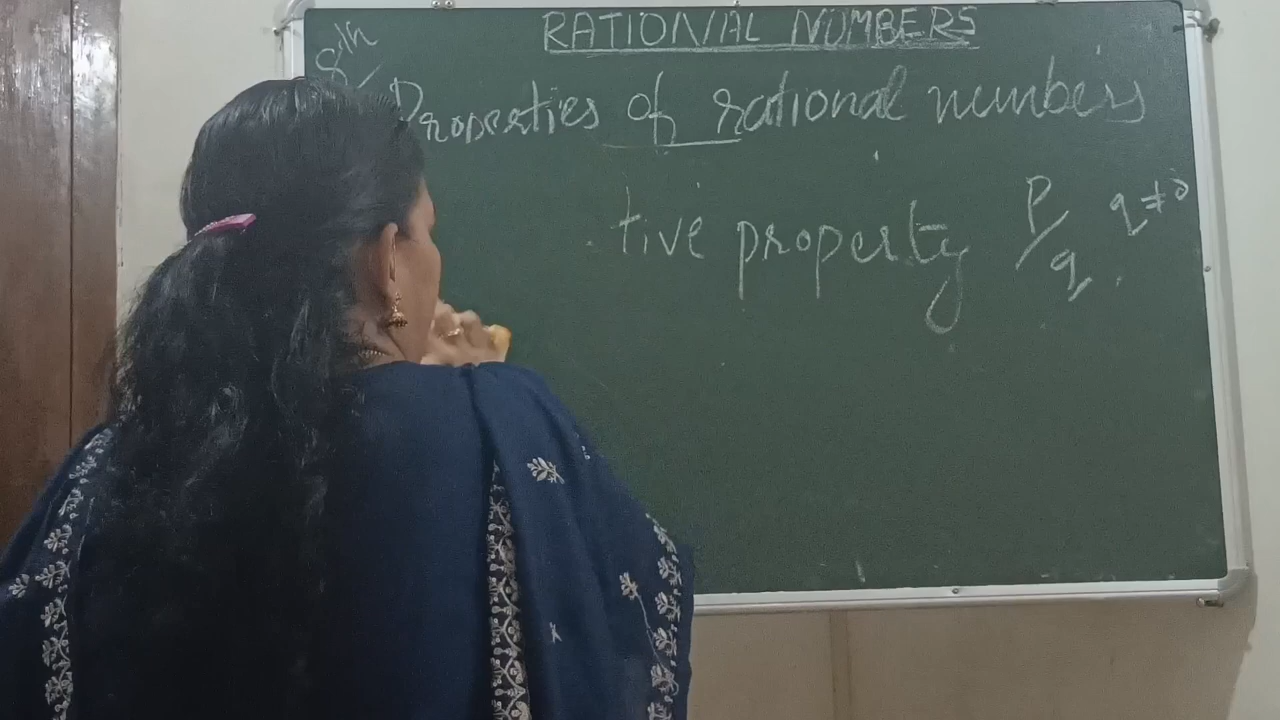 RATIONAL NUMBERS
8th
Properties of rational numbers
tive property P/q q≠0